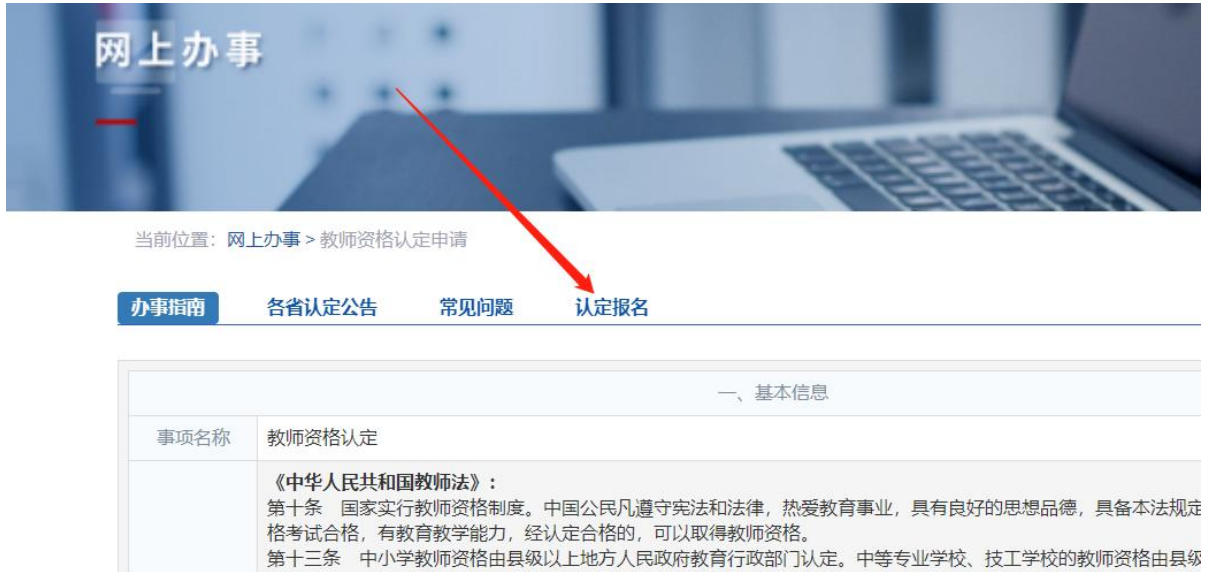 网上办事
当前位置：网上办事 > 教师资格认定申请
办事指南 各省认定公告 常见问题 认定报名
一、基本信息
事项名称 教师资格认定
《中华人民共和国教师法》：
第十条 国家实行教师资格制度。中国公民凡遵守宪法和法律，热爱教育事业，具有良好的思想品德，具备本法规定
格考试合格，有教育教学能力，经认定合格的，可以取得教师资格。
第十三条 中小学教师资格由县级以上地方人民政府教育行政部门认定。中等专业学校、技工学校的教师资格由县级